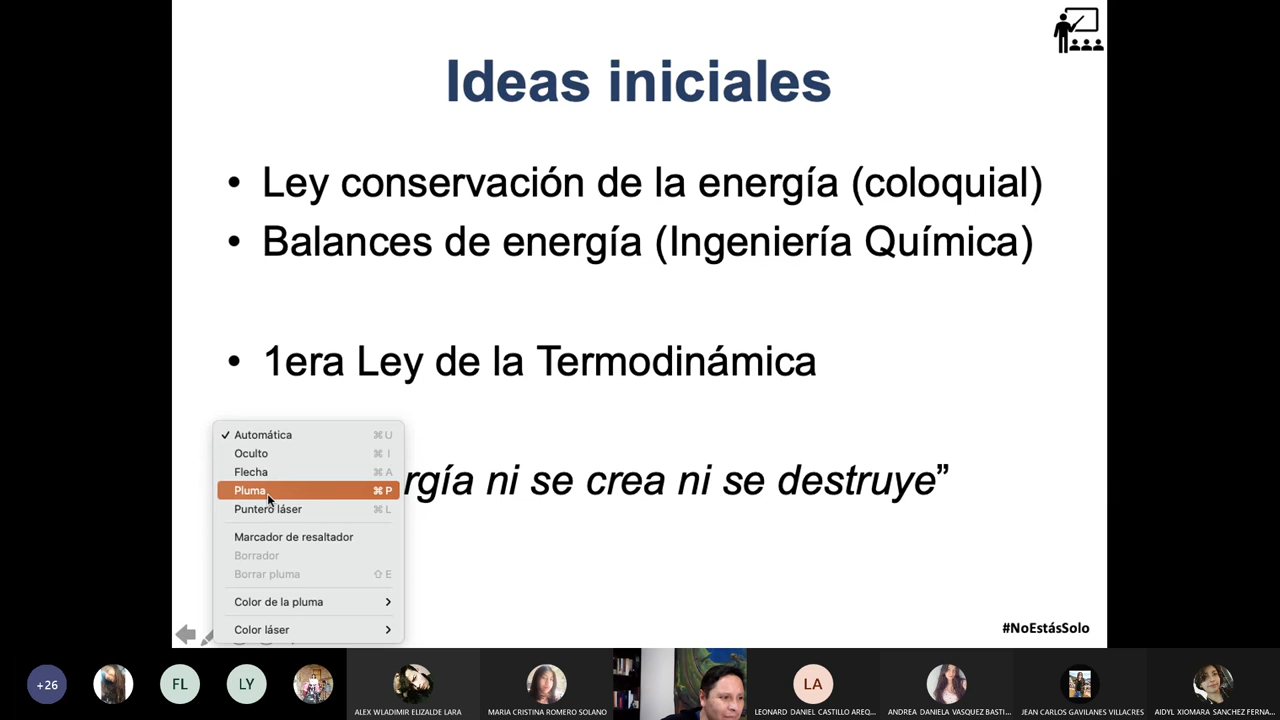 Ideas iniciales
• Ley conservación de la energía (coloquial)
• Balances de energía (Ingeniería Química)
• 1era Ley de la Termodinámica
rgía ni se crea ni se destruye”
✓ Automática ⌘U
Oculto ⌘I
Flecha ⌘A
Pluma ⌘P
Puntero láser ⌘L
Marcador de resaltador
Borrador
Borrar pluma ⇧E
Color de la pluma >
Color láser >
#NoEstásSolo
+26
FL
LY
LA
ALEX WLADIMIR ELIZALDE LARA
MARIA CRISTINA ROMERO SOLANO
LEONARD DANIEL CASTILLO AREQ...
ANDREA DANIELA VASQUEZ BASTI...
JEAN CARLOS GAVILANES VILLACRES
AIDYL XIOMARA SANCHEZ FERNA...